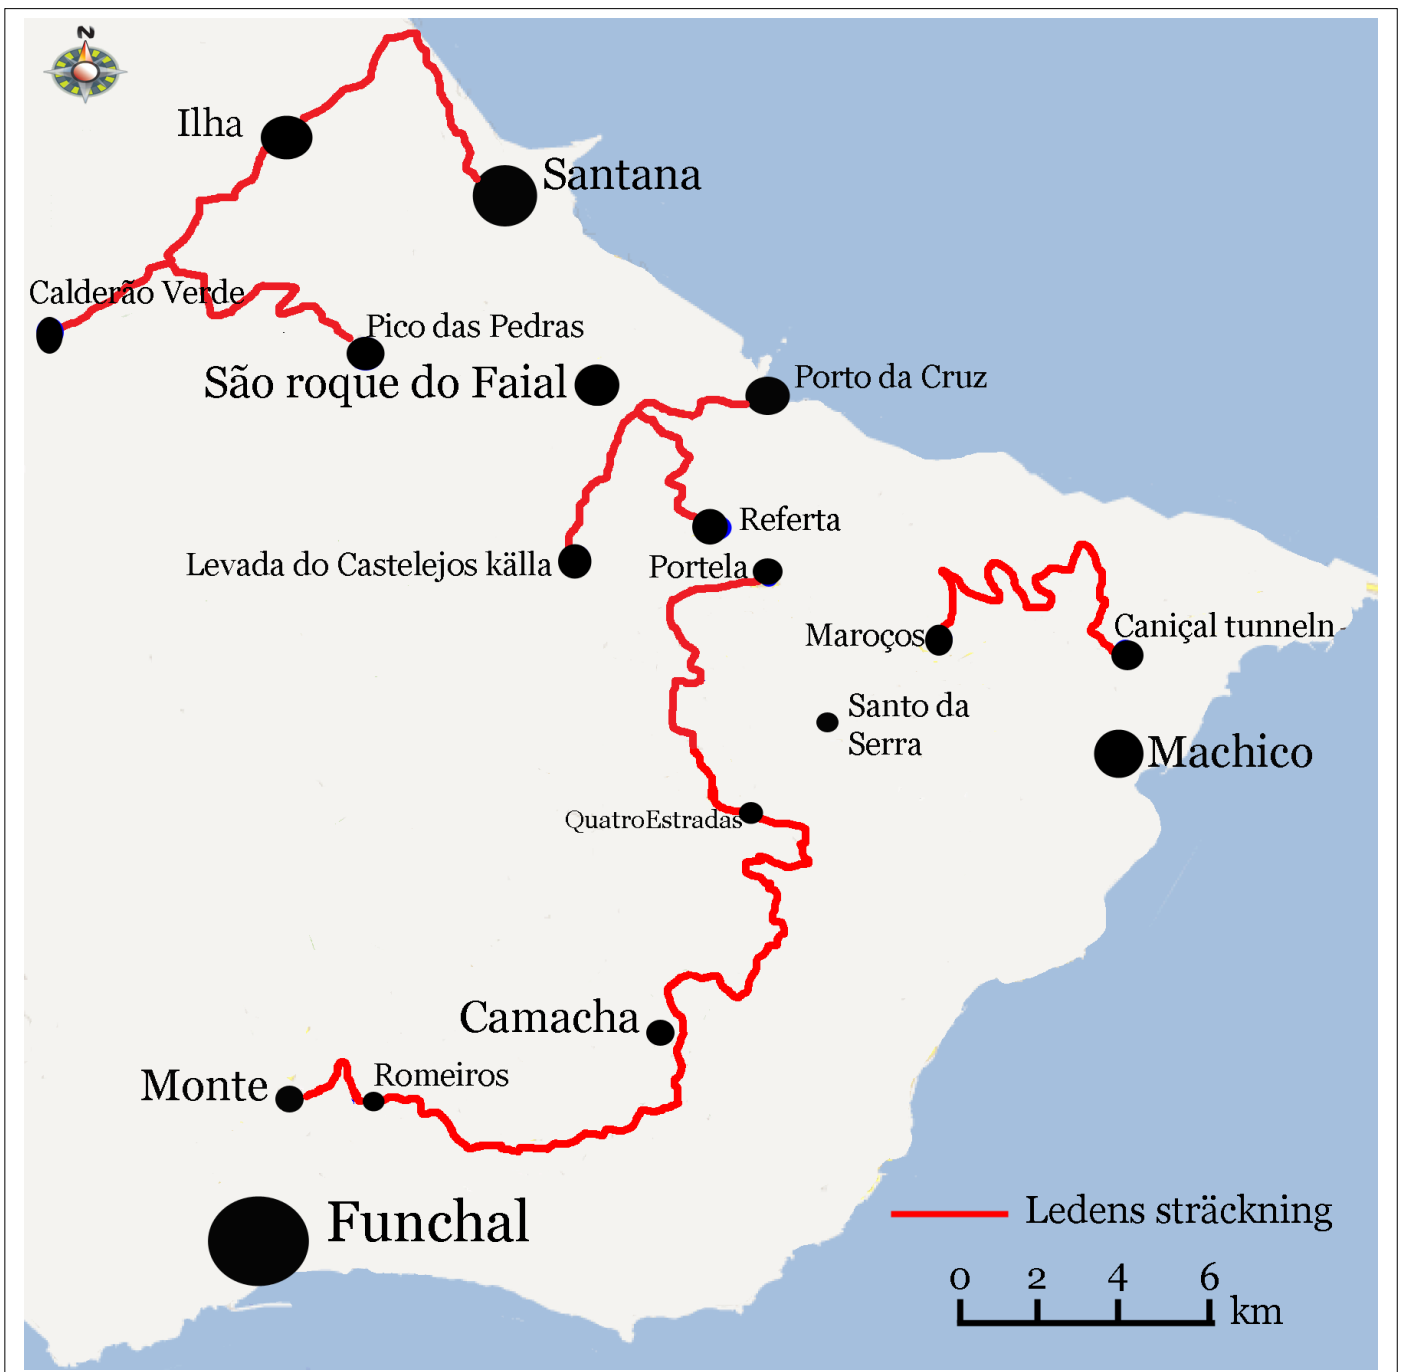 N
Ilha
Santana
Calderão Verde
Pico das Pedras
São roque do Faial
Porto da Cruz
Referta
Levada do Castelejos källa
Portela
Maroços
Caniçal tunneln
Santo da
Serra
Machico
QuatroEstradas
Camacha
Romeiros
Monte
Funchal
Ledens sträckning
0 2 4 6
km